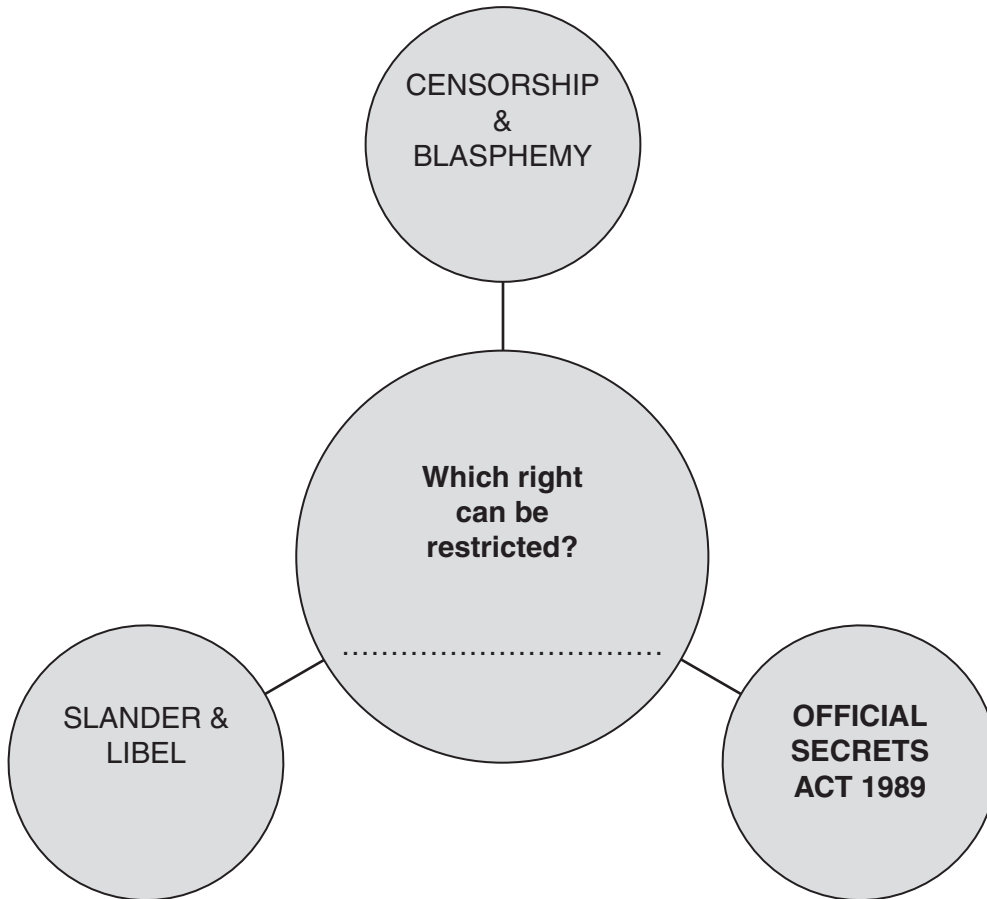 CENSORSHIP
&
BLASPHEMY
Which right
can be
restricted?
.................................
SLANDER &
LIBEL
OFFICIAL
SECRETS
ACT 1989